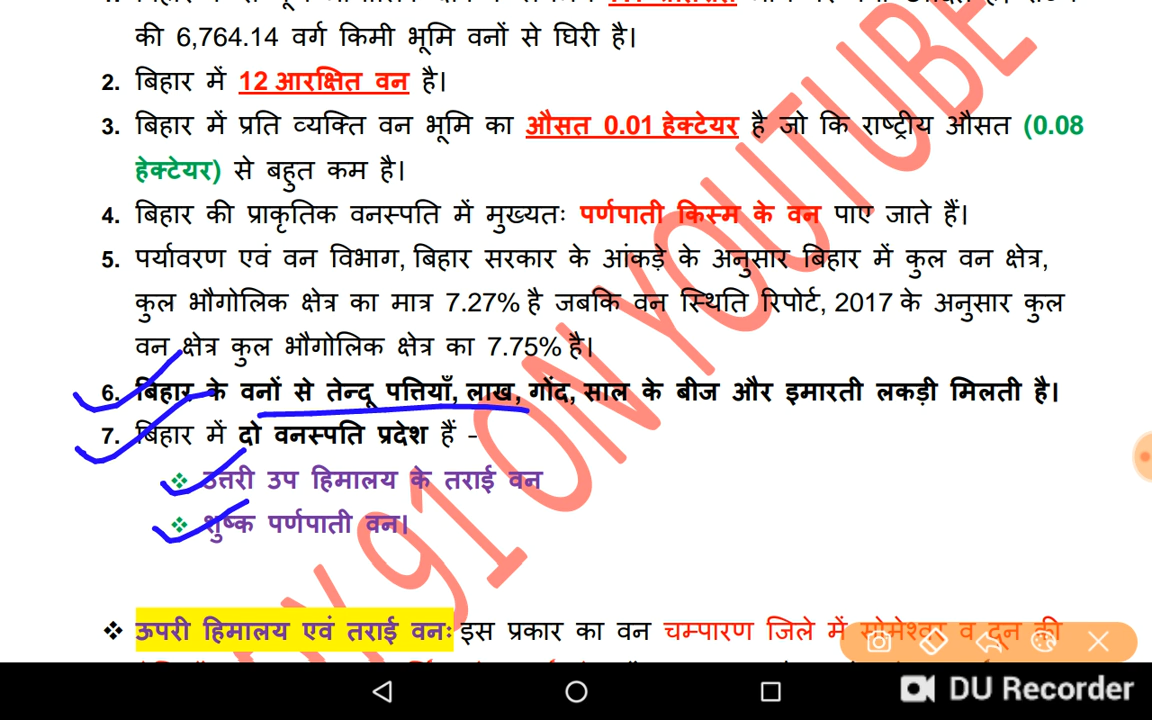 की 6,764.14 वर्ग किमी भूमि वनों से घिरी है।
2. बिहार में 12 आरक्षित वन है।
3. बिहार में प्रति व्यक्ति वन भूमि का औसत 0.01 हेक्टेयर है जो कि राष्ट्रीय औसत (0.08
हेक्टेयर) से बहुत कम है।
4. बिहार की प्राकृतिक वनस्पति में मुख्यतः पर्णपाती किस्म के वन पाए जाते हैं।
5. पर्यावरण एवं वन विभाग, बिहार सरकार के आंकड़े के अनुसार बिहार में कुल वन क्षेत्र,
कुल भौगोलिक क्षेत्र का मात्र 7.27% है जबकि वन स्थिति रिपोर्ट, 2017 के अनुसार कुल
वन क्षेत्र कुल भौगोलिक क्षेत्र का 7.75% है।
6. बिहार के वनों से तेन्दू पत्तियाँ, लाख, गोंद, साल के बीज और इमारती लकड़ी मिलती है।
7. बिहार में दो वनस्पति प्रदेश हैं -
उत्तरी उप हिमालय के तराई वन
शुष्क पर्णपाती वन।
ऊपरी हिमालय एवं तराई वनः इस प्रकार का वन चम्पारण जिले में सोमेश्वर व दून की
91 ON YOUTUBE
DU Recorder